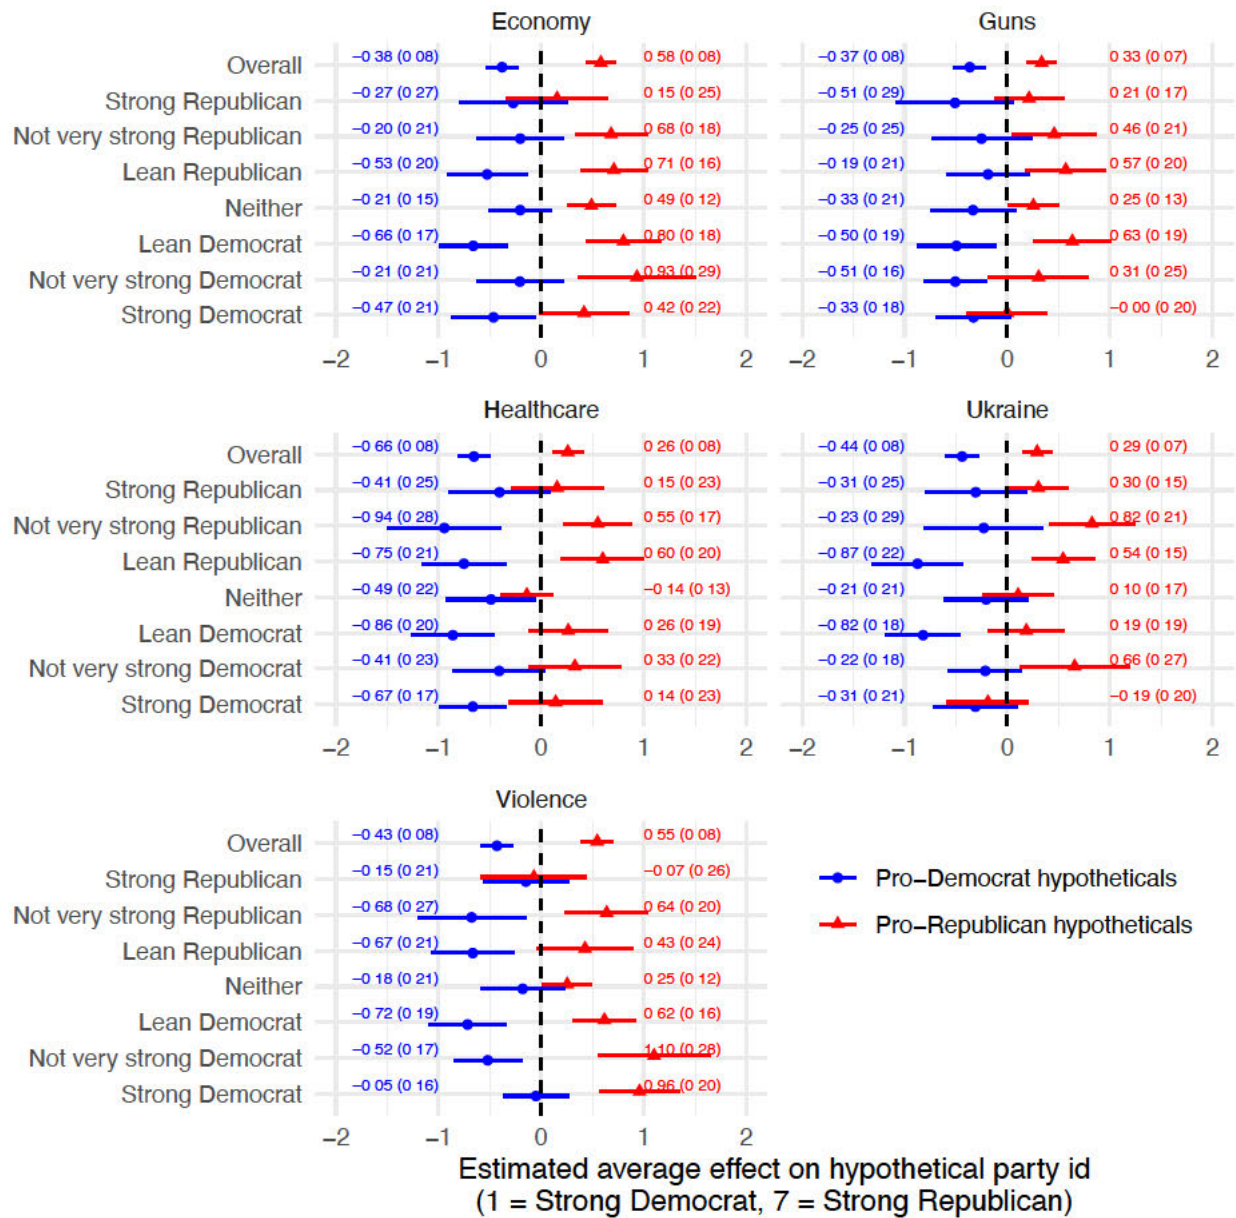 Economy
Guns
Overall −0 38 (0 08) 0 58 (0 08) −0 37 (0 08) 0 33 (0 07)
Strong Republican −0 27 (0 27) 0 15 (0 25) −0 51 (0 29) 0 21 (0 17)
Not very strong Republican −0 20 (0 21) 0 68 (0 18) −0 25 (0 25) 0 46 (0 21)
Lean Republican −0 53 (0 20) 0 71 (0 16) −0 19 (0 21) 0 57 (0 20)
Neither −0 21 (0 15) 0 49 (0 12) −0 33 (0 21) 0 25 (0 13)
Lean Democrat −0 66 (0 17) 0 80 (0 18) −0 50 (0 19) 0 63 (0 19)
Not very strong Democrat −0 21 (0 21) 0 93 (0 29) −0 51 (0 16) 0 31 (0 25)
Strong Democrat −0 47 (0 21) 0 42 (0 22) −0 33 (0 18) −0 00 (0 20)
−2 −1 0 1 2 −2 −1 0 1 2
Healthcare
Ukraine
Overall −0 66 (0 08) 0 26 (0 08) −0 44 (0 08) 0 29 (0 07)
Strong Republican −0 41 (0 25) 0 15 (0 23) −0 31 (0 25) 0 30 (0 15)
Not very strong Republican −0 94 (0 28) 0 55 (0 17) −0 23 (0 29) 0 82 (0 21)
Lean Republican −0 75 (0 21) 0 60 (0 20) −0 87 (0 22) 0 54 (0 15)
Neither −0 49 (0 22) −0 14 (0 13) −0 21 (0 21) 0 10 (0 17)
Lean Democrat −0 86 (0 20) 0 26 (0 19) −0 82 (0 18) 0 19 (0 19)
Not very strong Democrat −0 41 (0 23) 0 33 (0 22) −0 22 (0 18) 0 66 (0 27)
Strong Democrat −0 67 (0 17) 0 14 (0 23) −0 31 (0 21) −0 19 (0 20)
−2 −1 0 1 2 −2 −1 0 1 2
Violence
Overall −0 43 (0 08) 0 55 (0 08)
Strong Republican −0 15 (0 21) −0 07 (0 26)
Not very strong Republican −0 68 (0 27) 0 64 (0 20)
Lean Republican −0 67 (0 21) 0 43 (0 24)
Neither −0 18 (0 21) 0 25 (0 12)
Lean Democrat −0 72 (0 19) 0 62 (0 16)
Not very strong Democrat −0 52 (0 17) 1 10 (0 28)
Strong Democrat −0 05 (0 16) 0 96 (0 20)
−2 −1 0 1 2
Pro−Democrat hypotheticals
Pro−Republican hypotheticals
Estimated average effect on hypothetical party id
(1 = Strong Democrat, 7 = Strong Republican)